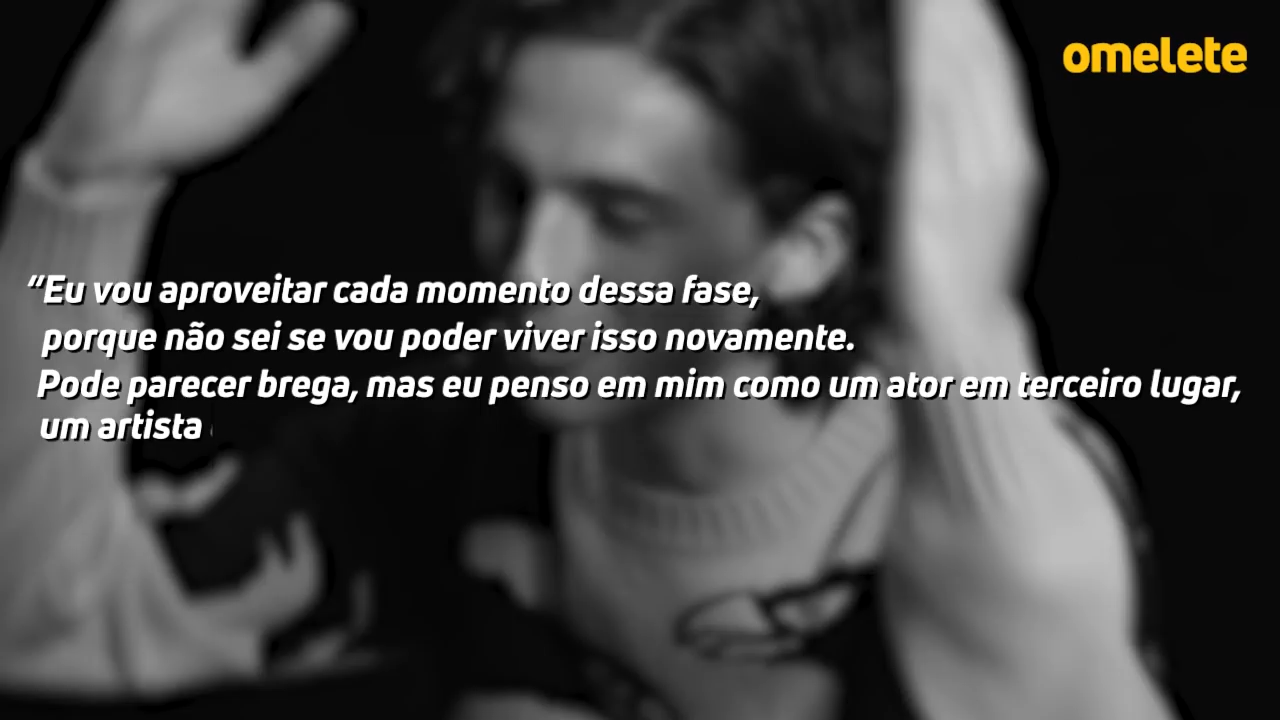 omelete
“Eu vou aproveitar cada momento dessa fase,
porque não sei se vou poder viver isso novamente.
Pode parecer brega, mas eu penso em mim como um ator em terceiro lugar,
um artista